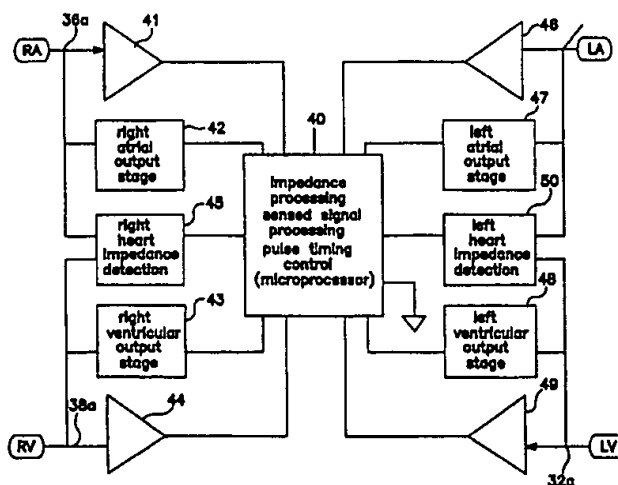 36a
41
46
RA
LA
right
atrial
output
stage
42
40
47
left
atrial
output
stage
impedance
processing
sensed signal
processing
pulse timing
control
(microprocessor)
right
heart
impedance
detection
45
50
left
heart
impedance
detection
right
ventricular
output
stage
43
48
left
ventricular
output
stage
44
49
RV
38a
LV
32a